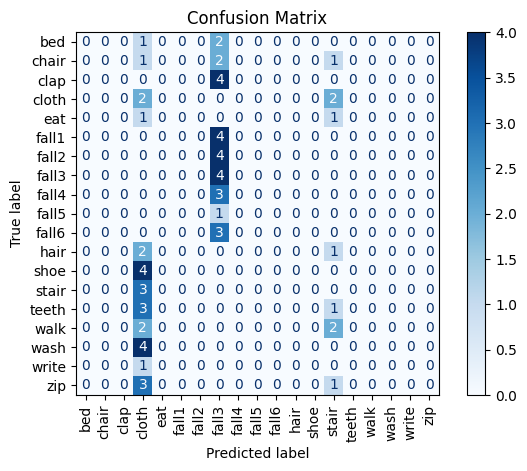 Confusion Matrix
True label
bed 0 0 0 1 0 0 0 2 0 0 0 0 0 0 0 0 0 0 0
chair 0 0 0 1 0 0 0 2 0 0 0 0 0 1 0 0 0 0 0
clap 0 0 0 0 0 0 0 4 0 0 0 0 0 0 0 0 0 0 0
cloth 0 0 0 2 0 0 0 0 0 0 0 0 0 2 0 0 0 0 0
eat 0 0 0 1 0 0 0 0 0 0 0 0 0 1 0 0 0 0 0
fall1 0 0 0 0 0 0 0 4 0 0 0 0 0 0 0 0 0 0 0
fall2 0 0 0 0 0 0 0 4 0 0 0 0 0 0 0 0 0 0 0
fall3 0 0 0 0 0 0 0 4 0 0 0 0 0 0 0 0 0 0 0
fall4 0 0 0 0 0 0 0 3 0 0 0 0 0 0 0 0 0 0 0
fall5 0 0 0 0 0 0 0 1 0 0 0 0 0 0 0 0 0 0 0
fall6 0 0 0 0 0 0 0 3 0 0 0 0 0 0 0 0 0 0 0
hair 0 0 0 2 0 0 0 0 0 0 0 0 0 1 0 0 0 0 0
shoe 0 0 0 4 0 0 0 0 0 0 0 0 0 0 0 0 0 0 0
stair 0 0 0 3 0 0 0 0 0 0 0 0 0 0 0 0 0 0 0
teeth 0 0 0 3 0 0 0 0 0 0 0 0 0 1 0 0 0 0 0
walk 0 0 0 2 0 0 0 0 0 0 0 0 0 2 0 0 0 0 0
wash 0 0 0 4 0 0 0 0 0 0 0 0 0 0 0 0 0 0 0
write 0 0 0 1 0 0 0 0 0 0 0 0 0 0 0 0 0 0 0
zip 0 0 0 3 0 0 0 0 0 0 0 0 0 1 0 0 0 0 0
bed chair clap cloth eat fall1 fall2 fall3 fall4 fall5 fall6 hair shoe stair teeth walk wash write zip
Predicted label
4.0
3.5
3.0
2.5
2.0
1.5
1.0
0.5
0.0